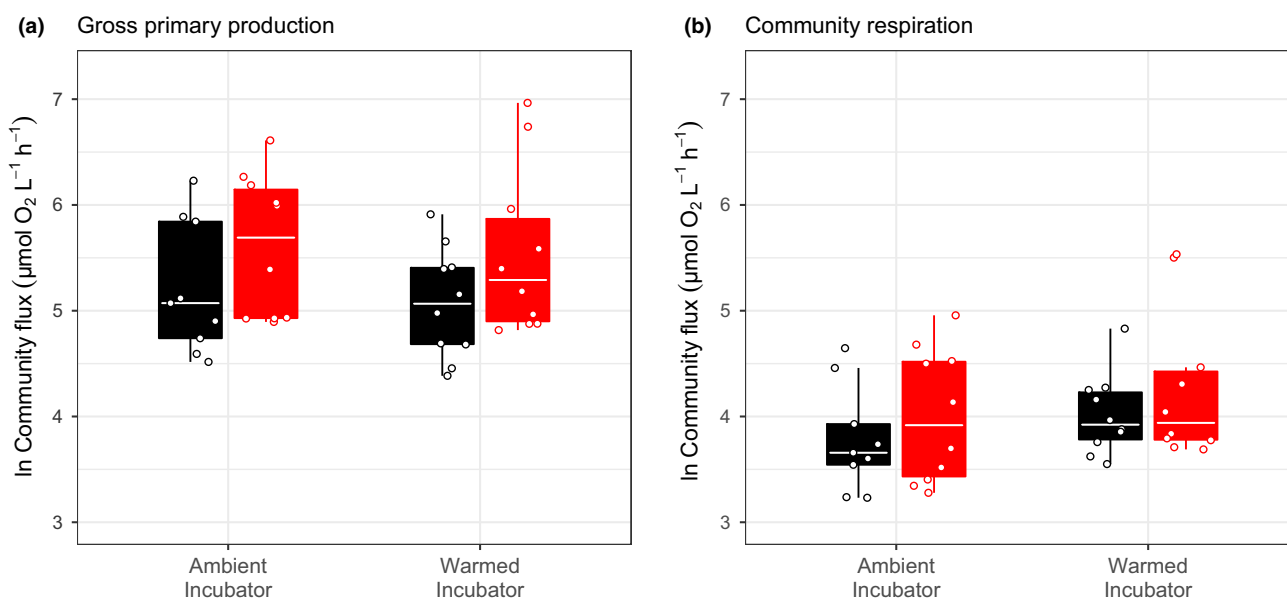 (a) Gross primary production
ln Community flux (μmol O₂ L⁻¹ h⁻¹)
7
6
5
4
3
Ambient
Incubator
Warmed
Incubator
(b) Community respiration
ln Community flux (μmol O₂ L⁻¹ h⁻¹)
7
6
5
4
3
Ambient
Incubator
Warmed
Incubator